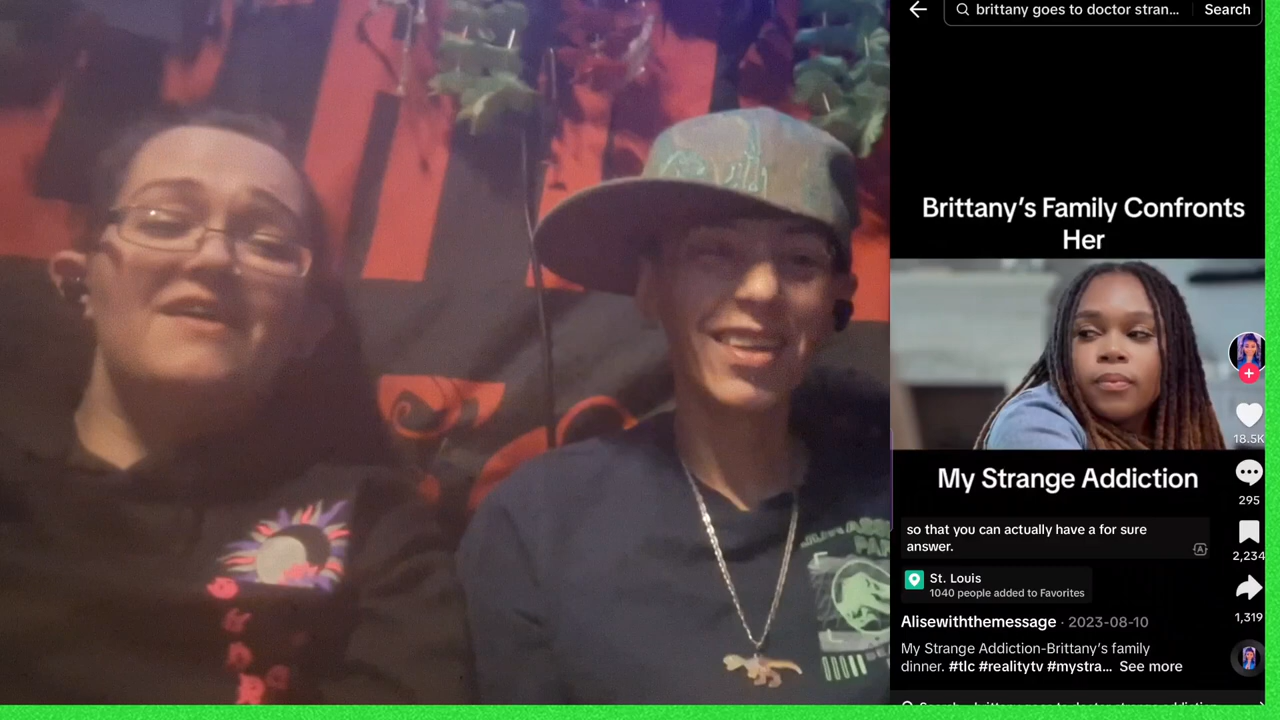 brittany goes to doctor stran...
Search
Brittany's Family Confronts
Her
My Strange Addiction
18.5K
295
so that you can actually have a for sure
answer.
2,234
St. Louis
1040 people added to Favorites
1,319
Alisewiththemessage · 2023-08-10
My Strange Addiction-Brittany's family
dinner. #tlc #realitytv #mystra... See more